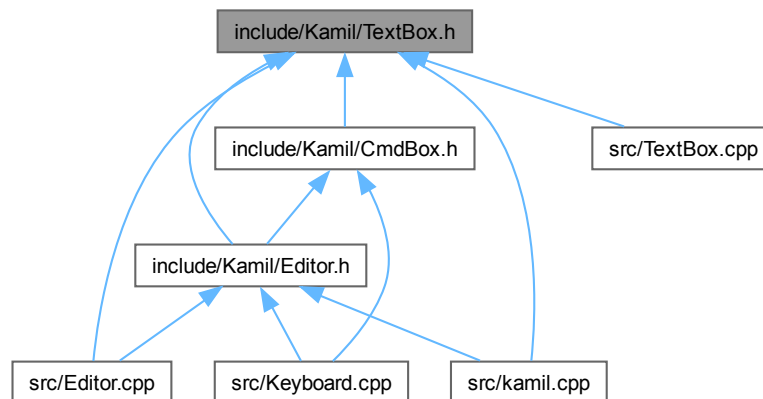 include/Kamil/TextBox.h
include/Kamil/CmdBox.h
src/TextBox.cpp
include/Kamil/Editor.h
src/Editor.cpp
src/Keyboard.cpp
src/kamil.cpp